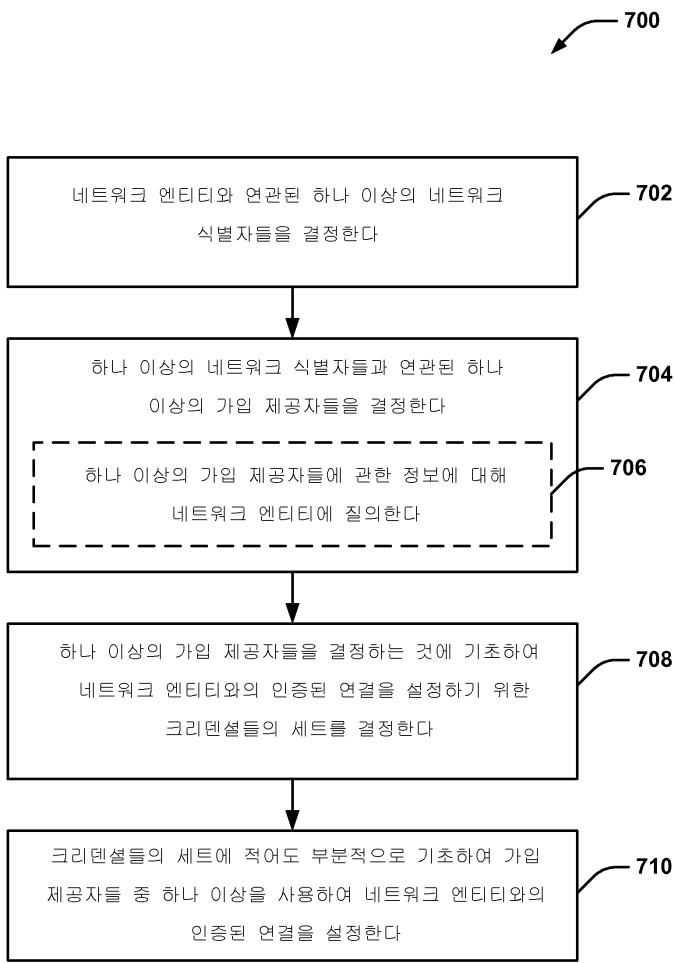 700
네트워크 엔티티와 연관된 하나 이상의 네트워크
식별자들을 결정한다
702
하나 이상의 네트워크 식별자들과 연관된 하나
이상의 가입 제공자들을 결정한다
704
하나 이상의 가입 제공자들에 관한 정보에 대해
네트워크 엔티티에 질의한다
706
하나 이상의 가입 제공자들을 결정하는 것에 기초하여
네트워크 엔티티와의 인증된 연결을 설정하기 위한
크리덴셜들의 세트를 결정한다
708
크리덴셜들의 세트에 적어도 부분적으로 기초하여 가입
제공자들 중 하나 이상을 사용하여 네트워크 엔티티와의
인증된 연결을 설정한다
710